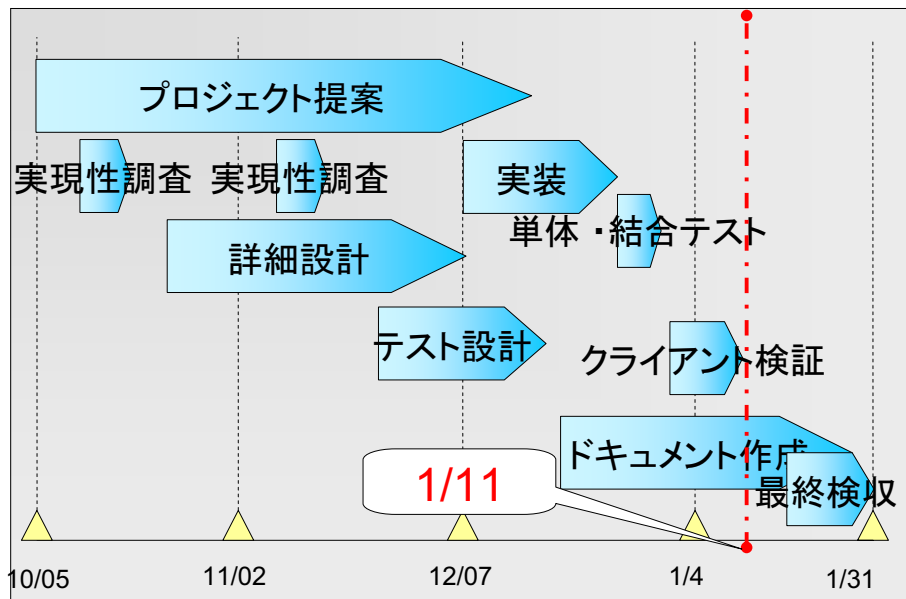 プロジェクト提案
実現性調査
実現性調査
実装
単体・結合テスト
詳細設計
テスト設計
クライアント検証
ドキュメント作成
最終検収
1/11
10/05
11/02
12/07
1/4
1/31